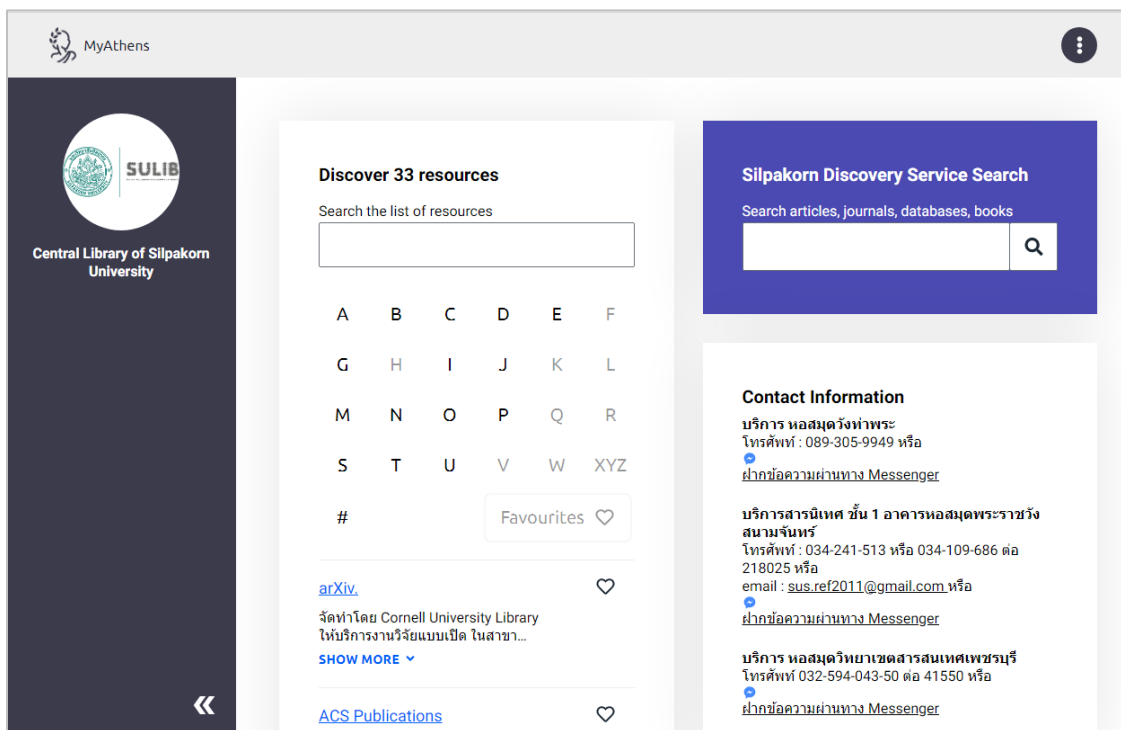 MyAthens
SULIB
Central Library of Silpakorn
University
Discover 33 resources
Search the list of resources
A B C D E F
G H I J K L
M N O P Q R
S T U V W XYZ
#
Favourites
arXiv.
จัดทำโดย Cornell University Library
ให้บริการงานวิจัยแบบเปิด ในสาขา...
SHOW MORE
ACS Publications
Silpakorn Discovery Service Search
Search articles, journals, databases, books
Contact Information
บริการ หอสมุดวังท่าพระ
โทรศัพท์ : 089-305-9949 หรือ
ฝากข้อความผ่านทาง Messenger
บริการสารนิเทศ ชั้น 1 อาคารหอสมุดพระราชวัง
สนามจันทร์
โทรศัพท์ : 034-241-513 หรือ 034-109-686 ต่อ
218025 หรือ
email : sus.ref2011@gmail.com หรือ
ฝากข้อความผ่านทาง Messenger
บริการ หอสมุดวิทยาเขตสารสนเทศเพชรบุรี
โทรศัพท์ 032-594-043-50 ต่อ 41550 หรือ
ฝากข้อความผ่านทาง Messenger